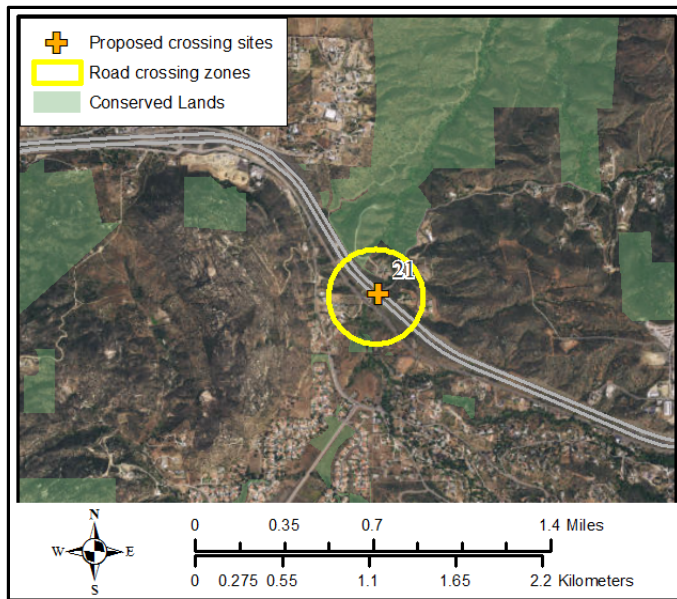 Proposed crossing sites
Road crossing zones
Conserved Lands
21
N
W E
S
0 0.35 0.7 1.4 Miles
0 0.275 0.55 1.1 1.65 2.2 Kilometers